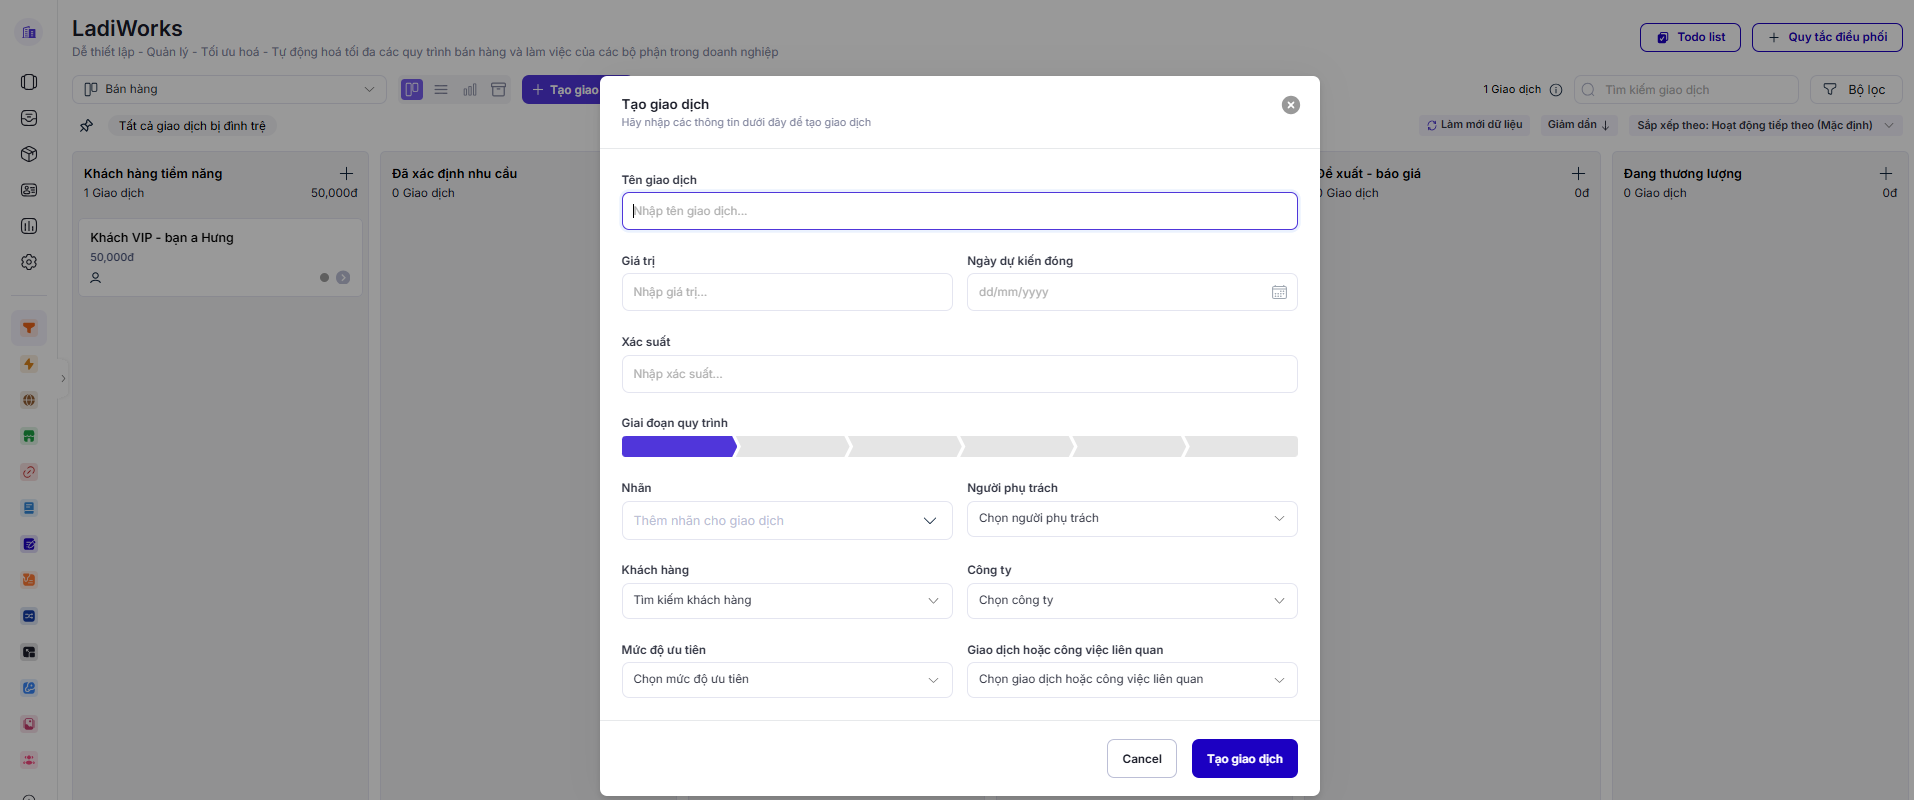 LadiWorks
Dễ thiết lập - Quản lý - Tối ưu hoá - Tự động hoá tối đa các quy trình bán hàng và làm việc của các bộ phận trong doanh nghiệp
Todo list
Quy tắc điều phối
Bán hàng
Tạo giao
1 Giao dịch
Tìm kiếm giao dịch
Bộ lọc
Tất cả giao dịch bị đình trệ
Làm mới dữ liệu
Giảm dần
Sắp xếp theo: Hoạt động tiếp theo (Mặc định)
Khách hàng tiềm năng
1 Giao dịch
50,000đ
Khách VIP - bạn a Hưng
50,000đ
Đã xác định nhu cầu
0 Giao dịch
Đề xuất - báo giá
0 Giao dịch
0đ
Đang thương lượng
0 Giao dịch
0đ
Tạo giao dịch
Hãy nhập các thông tin dưới đây để tạo giao dịch
Tên giao dịch
Nhập tên giao dịch...
Giá trị
Ngày dự kiến đóng
Nhập giá trị...
dd/mm/yyyy
Xác suất
Nhập xác suất...
Giai đoạn quy trình
Nhãn
Người phụ trách
Thêm nhãn cho giao dịch
Chọn người phụ trách
Khách hàng
Công ty
Tìm kiếm khách hàng
Chọn công ty
Mức độ ưu tiên
Giao dịch hoặc công việc liên quan
Chọn mức độ ưu tiên
Chọn giao dịch hoặc công việc liên quan
Cancel
Tạo giao dịch